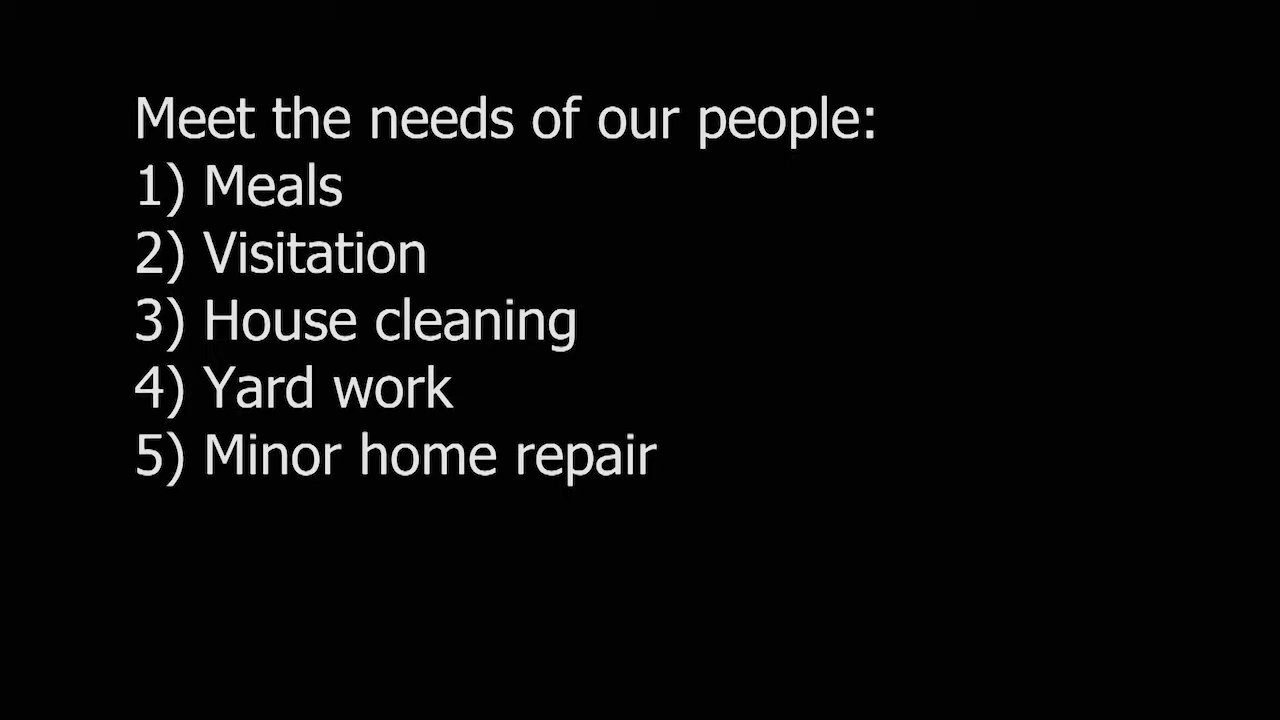 Meet the needs of our people:
1) Meals
2) Visitation
3) House cleaning
4) Yard work
5) Minor home repair